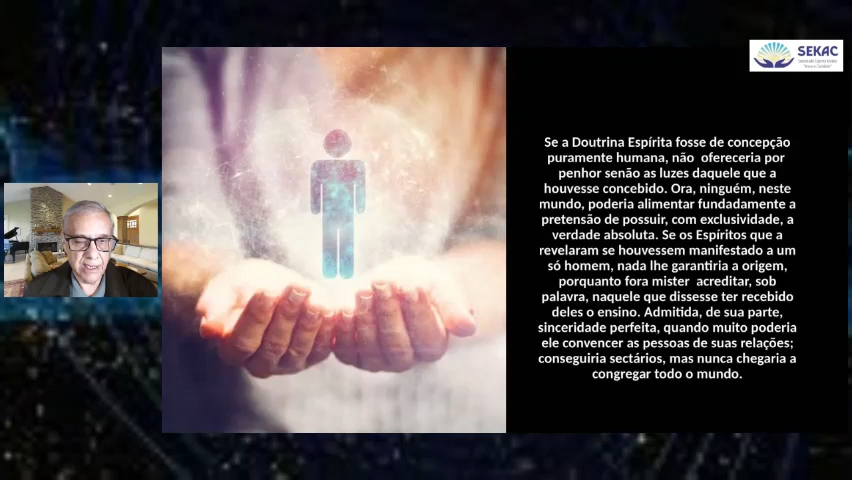 SEKAC
Se a Doutrina Espírita fosse de concepção
puramente humana, não ofereceria por
penhor senão as luzes daquele que a
houvesse concebido. Ora, ninguém, neste
mundo, poderia alimentar fundadamente a
pretensão de possuir, com exclusividade, a
verdade absoluta. Se os Espíritos que a
revelaram se houvessem manifestado a um
só homem, nada lhe garantiria a origem,
porquanto fora mister acreditar, sob
palavra, naquele que dissesse ter recebido
deles o ensino. Admitida, de sua parte,
sinceridade perfeita, quando muito poderia
ele convencer as pessoas de suas relações;
conseguiria sectários, mas nunca chegaria a
congregar todo o mundo.